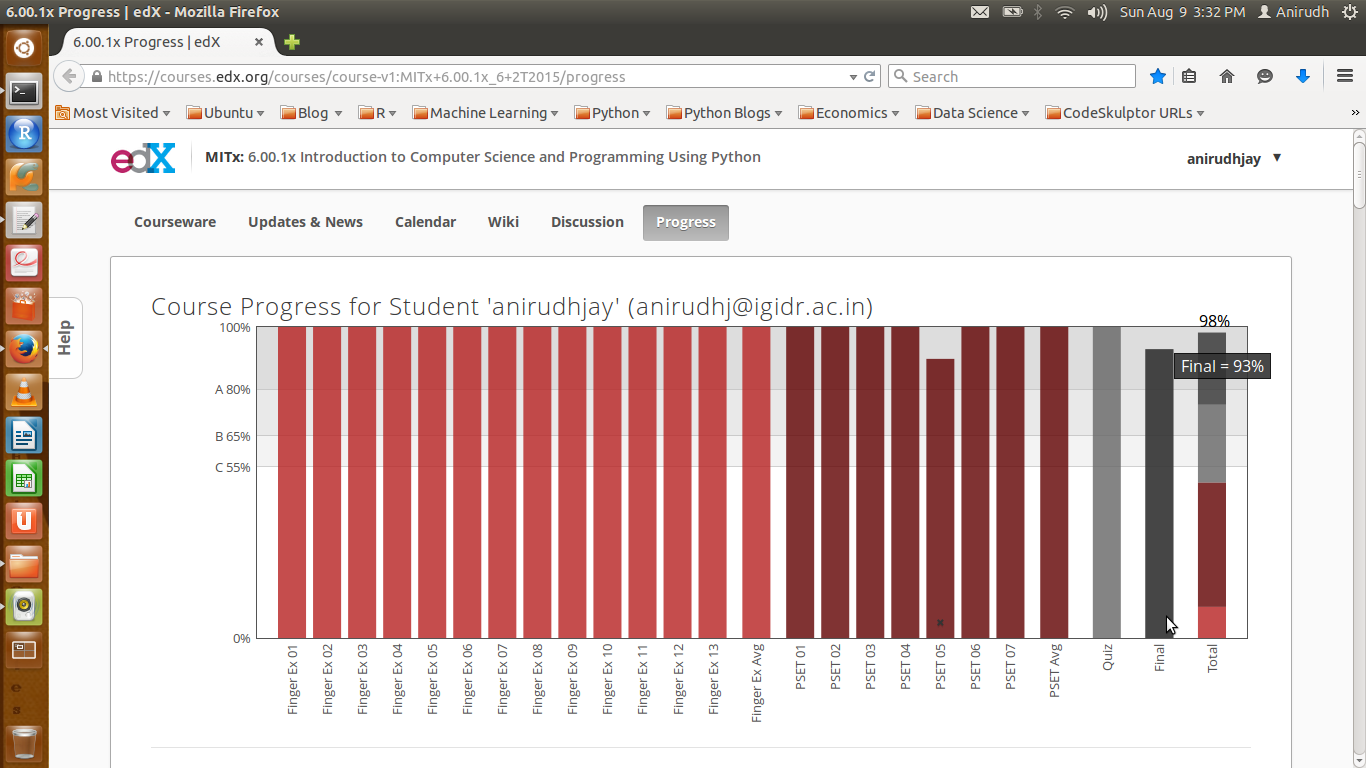 6.00.1x Progress | edX - Mozilla Firefox
Sun Aug 9 3:32 PM
Anirudh
6.00.1x Progress | edX
https://courses.edx.org/courses/course-v1:MITx+6.00.1x_6+2T2015/progress
Search
Most Visited
Ubuntu
Blog
R
Machine Learning
Python
Python Blogs
Economics
Data Science
CodeSkulptor URLs
»
edX
MITx: 6.00.1x Introduction to Computer Science and Programming Using Python
anirudhjay
Courseware
Updates & News
Calendar
Wiki
Discussion
Progress
Help
Course Progress for Student 'anirudhjay' (anirudhj@igidr.ac.in)
100%
A 80%
B 65%
C 55%
0%
98%
Final = 93%
Finger Ex 01
Finger Ex 02
Finger Ex 03
Finger Ex 04
Finger Ex 05
Finger Ex 06
Finger Ex 07
Finger Ex 08
Finger Ex 09
Finger Ex 10
Finger Ex 11
Finger Ex 12
Finger Ex 13
Finger Ex Avg
PSET 01
PSET 02
PSET 03
PSET 04
PSET 05
PSET 06
PSET 07
PSET Avg
Quiz
Final
Total